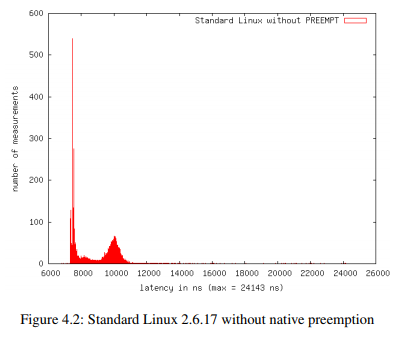 600
Standard Linux without PREEMPT
500
400
300
200
100
0
number of measurements
6000 8000 10000 12000 14000 16000 18000 20000 22000 24000 26000
latency in ns (max = 24143 ns)
Figure 4.2: Standard Linux 2.6.17 without native preemption